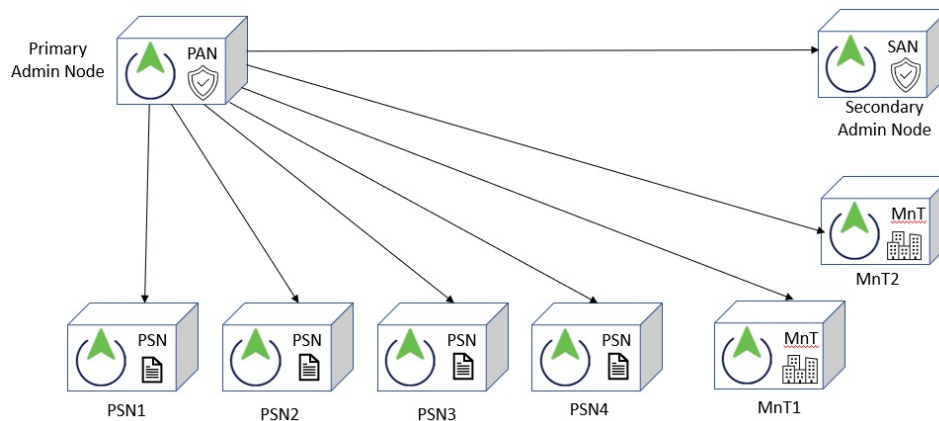 Primary
Admin Node
PAN
SAN
Secondary
Admin Node
MnT
MnT2
PSN
PSN
PSN
PSN
MnT
PSN1
PSN2
PSN3
PSN4
MnT1